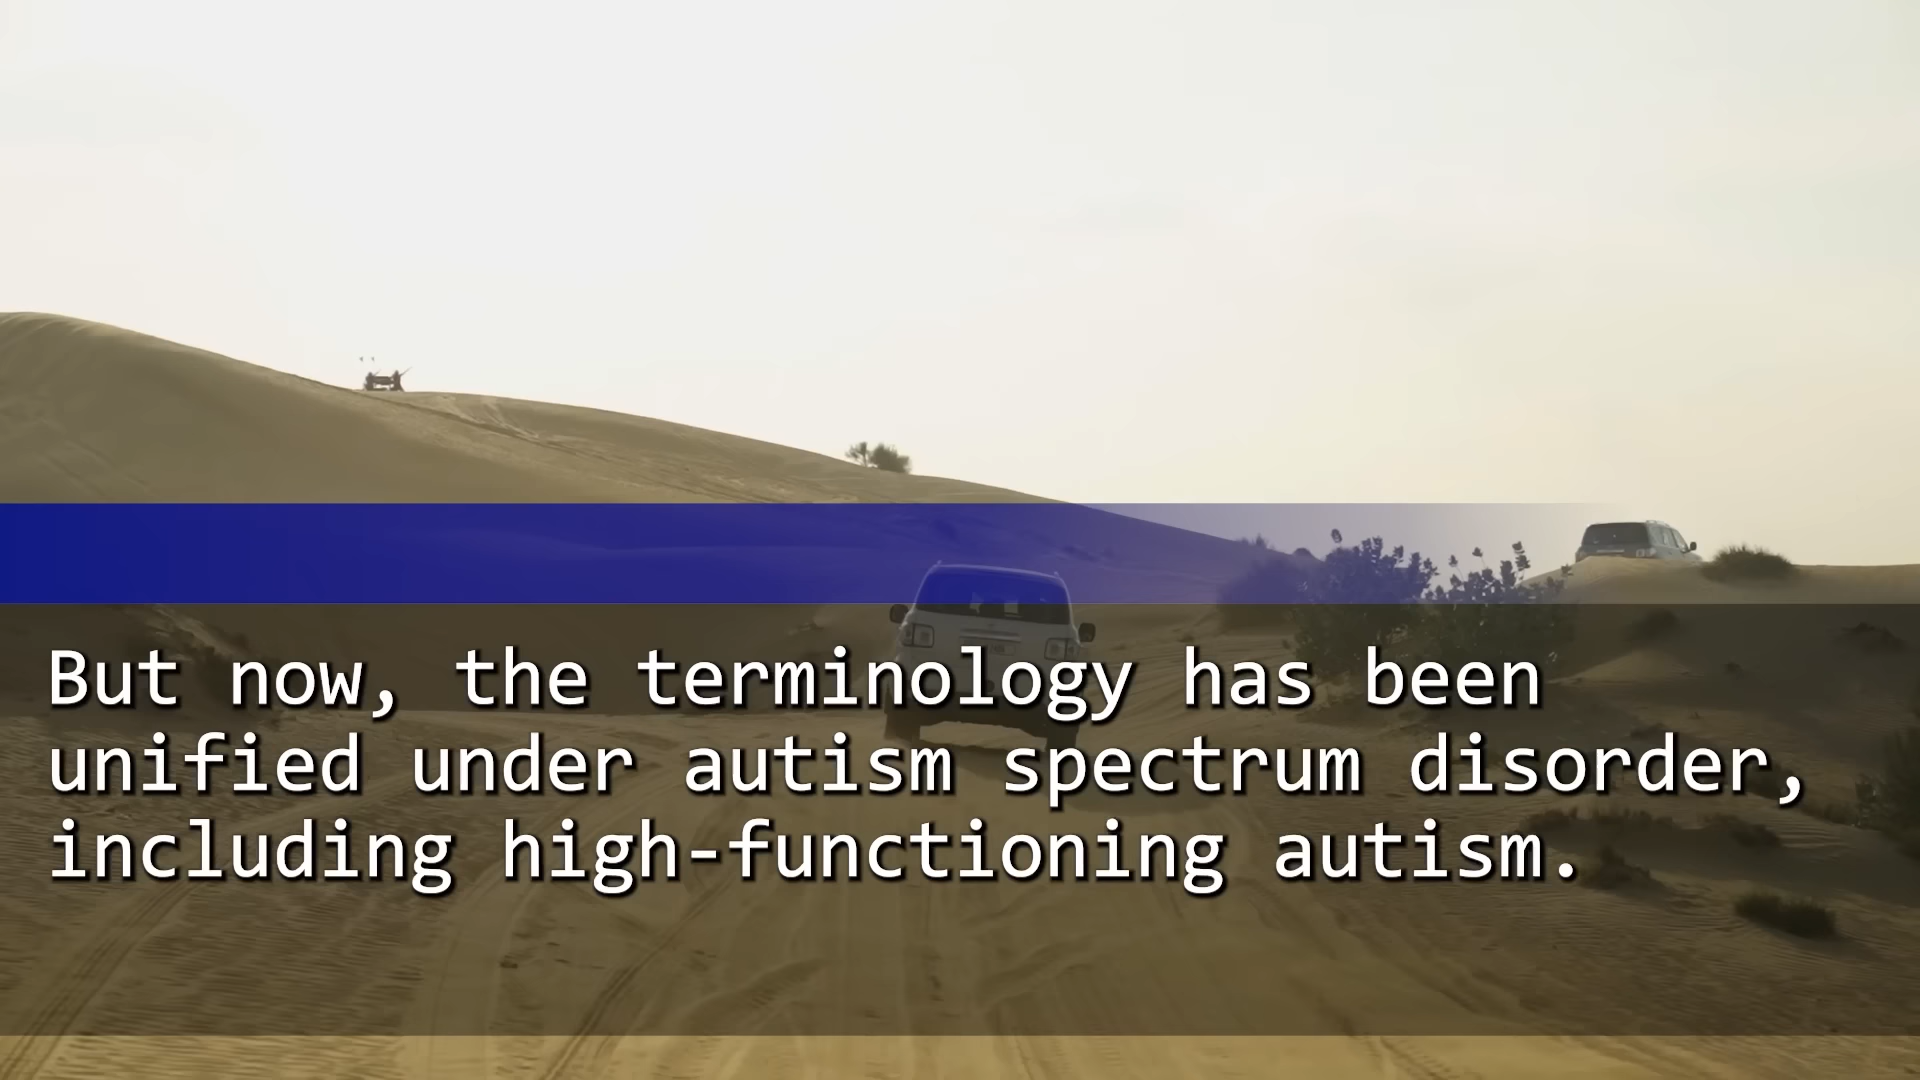 But now, the terminology has been
unified under autism spectrum disorder,
including high-functioning autism.